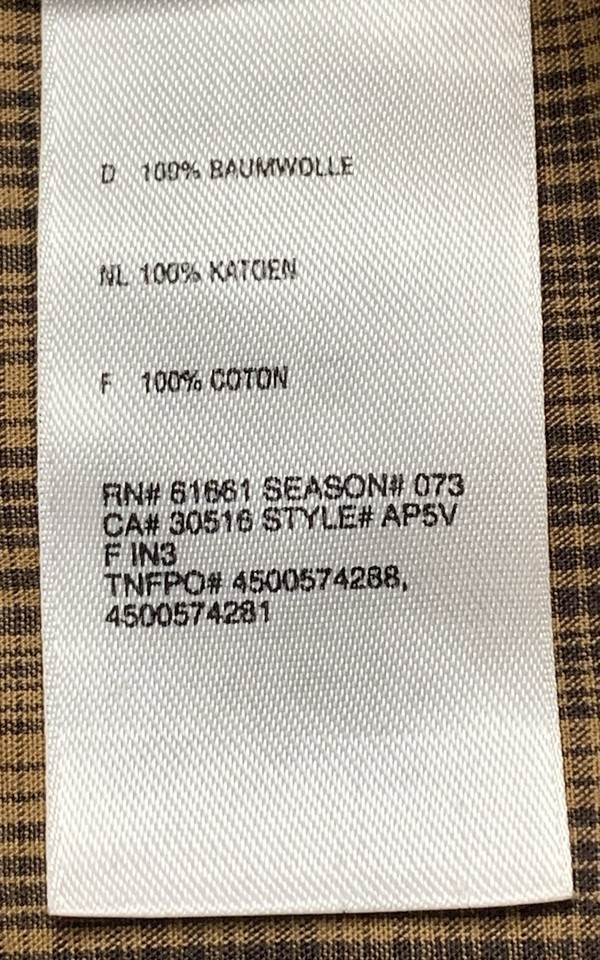 D 100% BAUMWOLLE
NL 100% KATOEN
F 100% COTON
RN# 61661 SEASON# 073
CA# 30516 STYLE# AP5V
F IN3
TNFPO# 4500574288,
4500574281